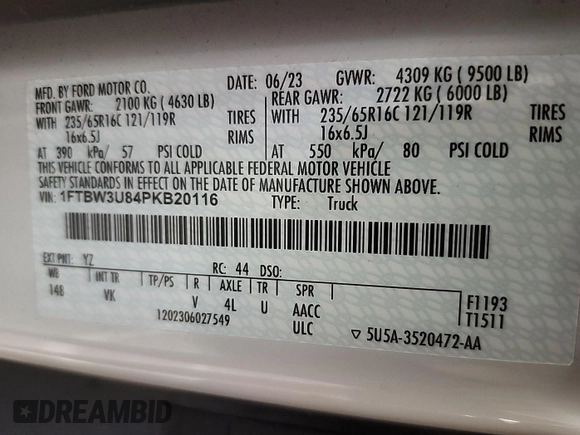 MFD. BY FORD MOTOR CO.
DATE: 06/23 GVWR: 4309 KG ( 9500 LB)
FRONT GAWR: 2100 KG ( 4630 LB)
REAR GAWR: 2722 KG ( 6000 LB)
WITH 235/65R16C 121/119R TIRES
WITH 235/65R16C 121/119R TIRES
16x6.5J RIMS
16x6.5J RIMS
AT 390 kPa/ 57 PSI COLD
AT 550 kPa/ 80 PSI COLD
THIS VEHICLE CONFORMS TO ALL APPLICABLE FEDERAL MOTOR VEHICLE
SAFETY STANDARDS IN EFFECT ON THE DATE OF MANUFACTURE SHOWN ABOVE.
VIN: 1FTBW3U84PKB20116 TYPE: Truck
EXT PNT: YZ RC: 44 DSO:
WB INT TR TP/PS R AXLE TR SPR
148 VK V 4L U AACC
ULC
1202306027549
F1193
T1511
▽ 5U5A-3520472-AA
DREAMBID